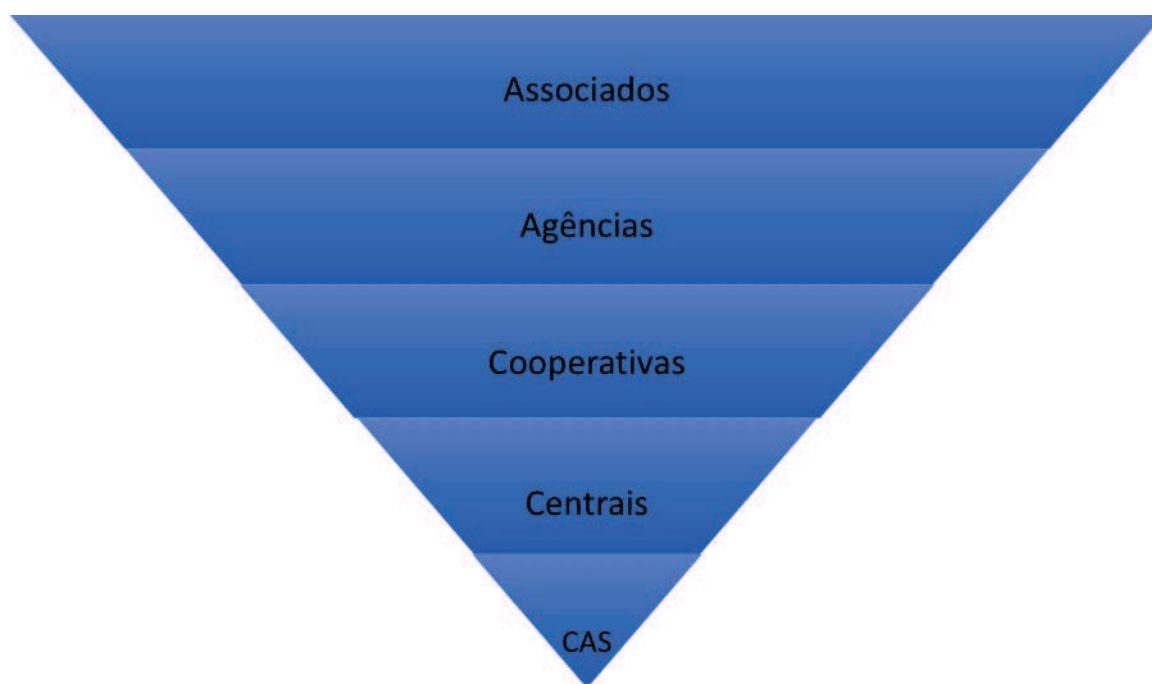 Associados
Agências
Cooperativas
Centrais
CAS